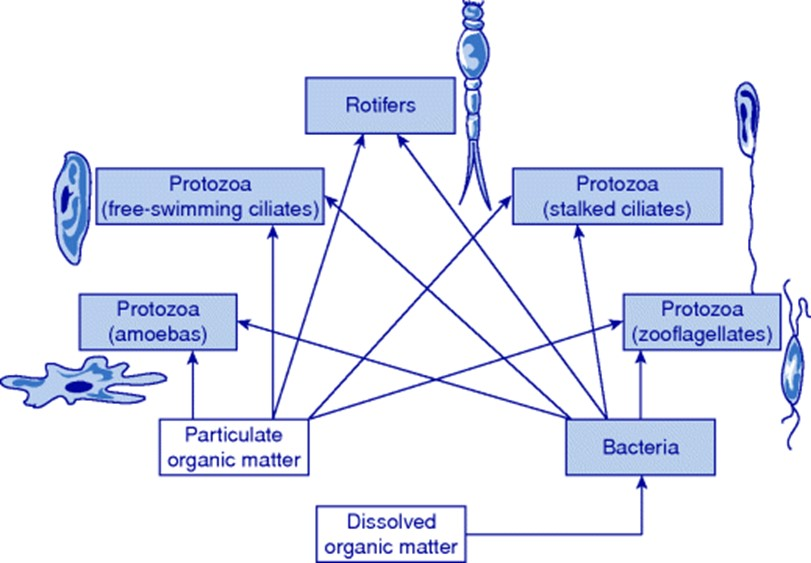 Rotifers
Protozoa
(free-swimming ciliates)
Protozoa
(stalked ciliates)
Protozoa
(amoebas)
Protozoa
(zooflagellates)
Particulate
organic matter
Bacteria
Dissolved
organic matter